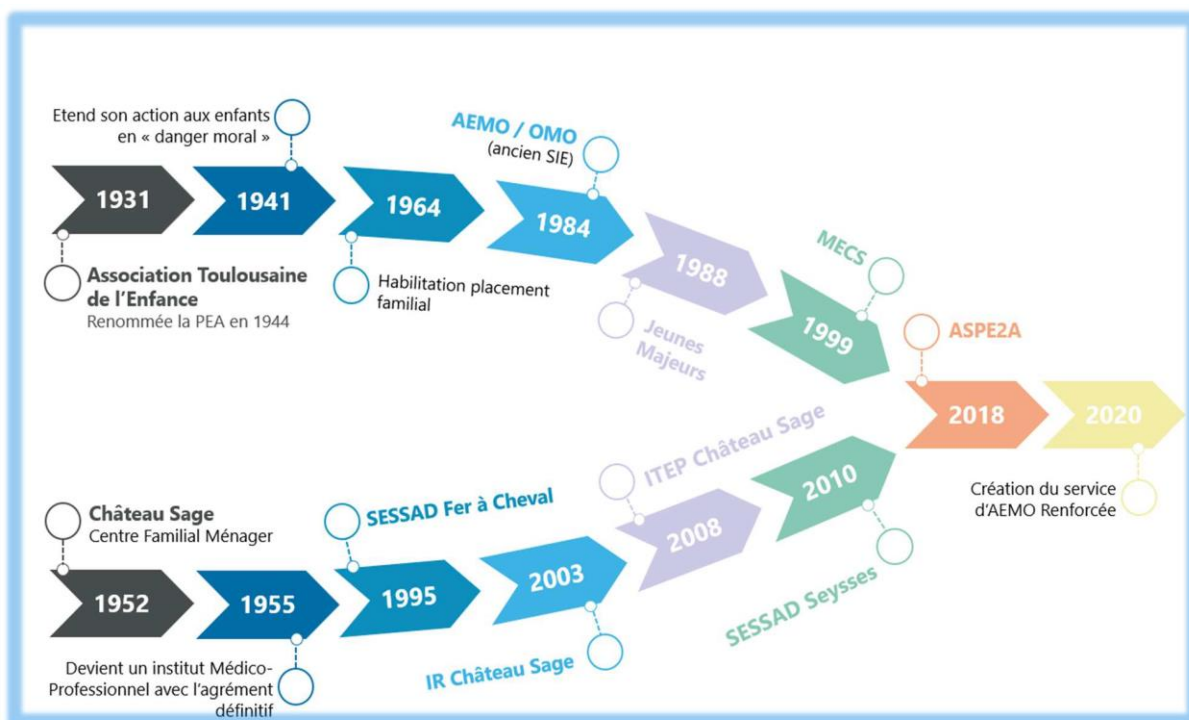 Etend son action aux enfants
en « danger moral »
1931
1941
1964
AEMO / OMO
(ancien SIE)
1984
1988
MECS
1999
Association Toulousaine
de l’Enfance
Renommée la PEA en 1944
Habilitation placement
familial
Jeunes
Majeurs
ASPE2A
2018
2020
Création du service
d’AEMO Renforcée
Château Sage
Centre Familial Ménager
1952
1955
Devient un institut Médico-
Professionnel avec l’agrément
définitif
SESSAD Fer à Cheval
1995
2003
IR Château Sage
ITEP Château Sage
2008
2010
SESSAD Seysses